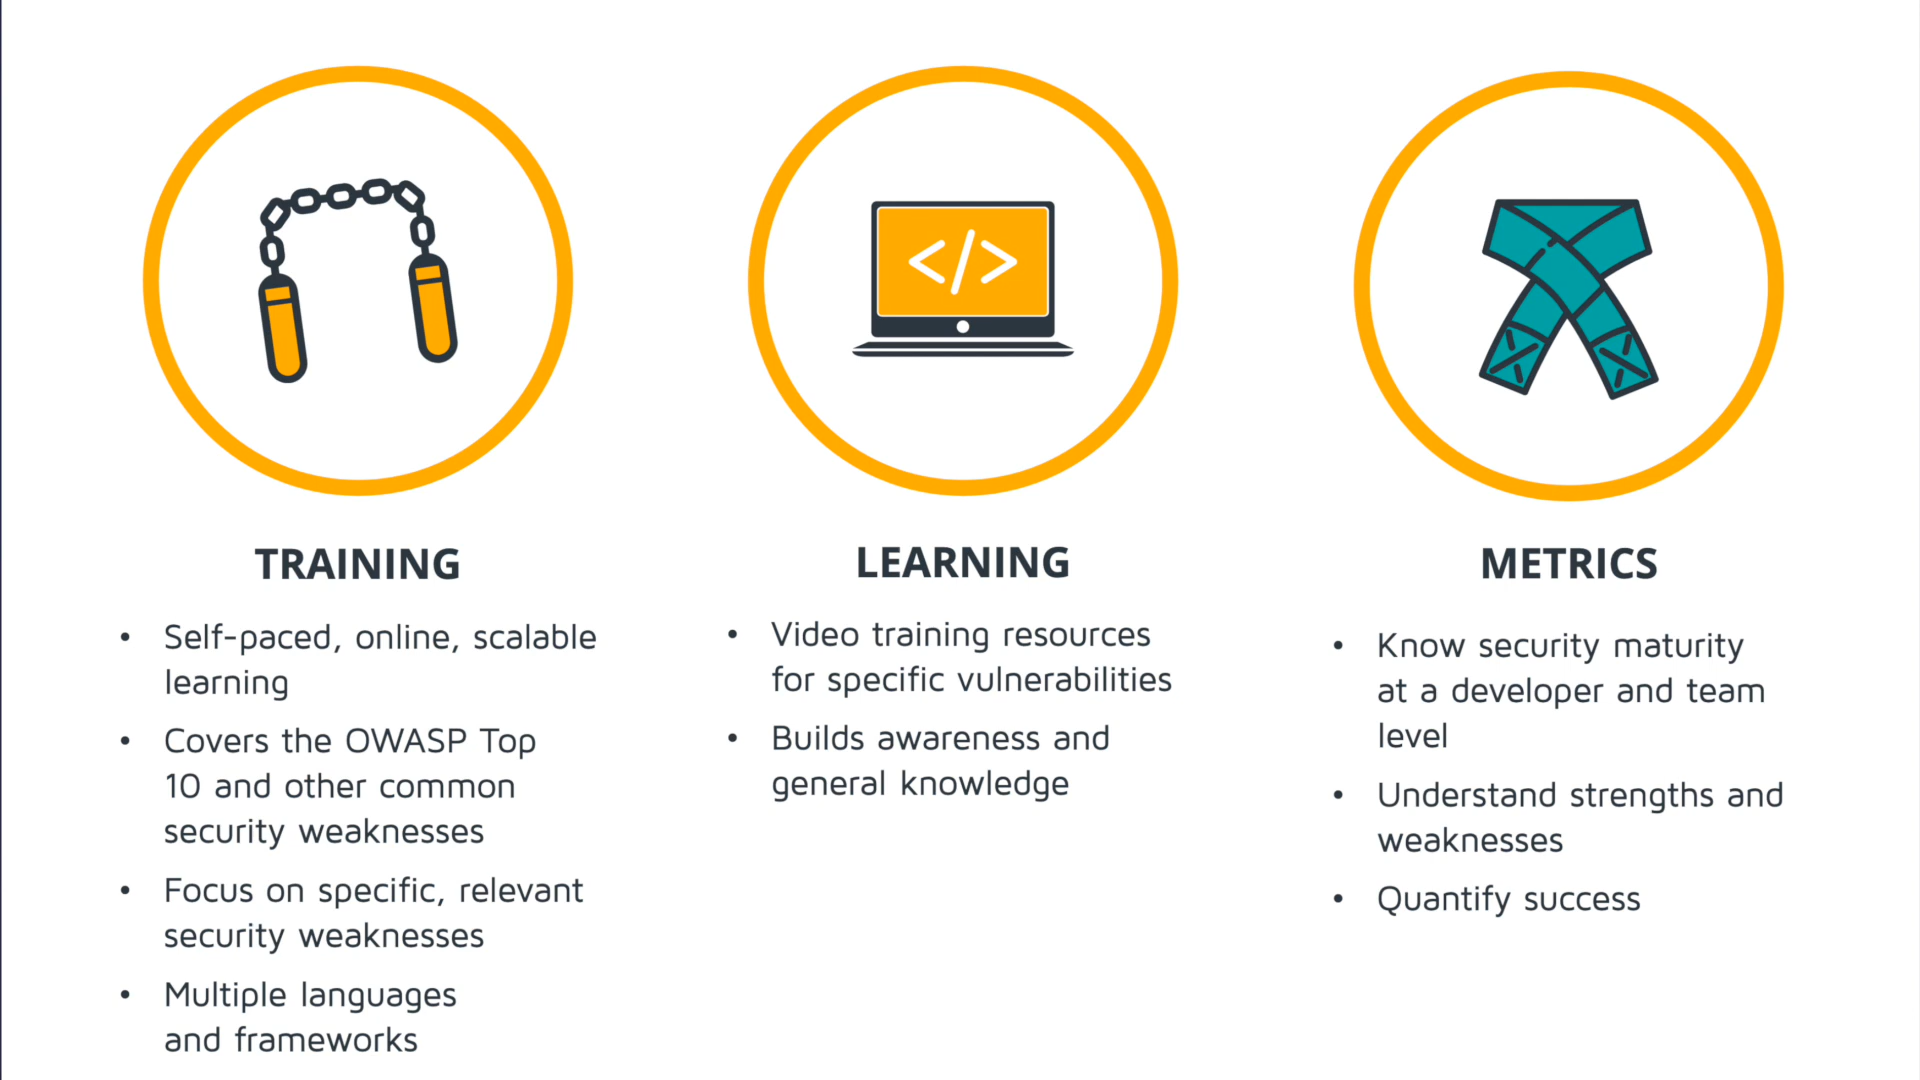 </>
TRAINING
• Self-paced, online, scalable
learning
• Covers the OWASP Top
10 and other common
security weaknesses
• Focus on specific, relevant
security weaknesses
• Multiple languages
and frameworks
LEARNING
• Video training resources
for specific vulnerabilities
• Builds awareness and
general knowledge
METRICS
• Know security maturity
at a developer and team
level
• Understand strengths and
weaknesses
• Quantify success